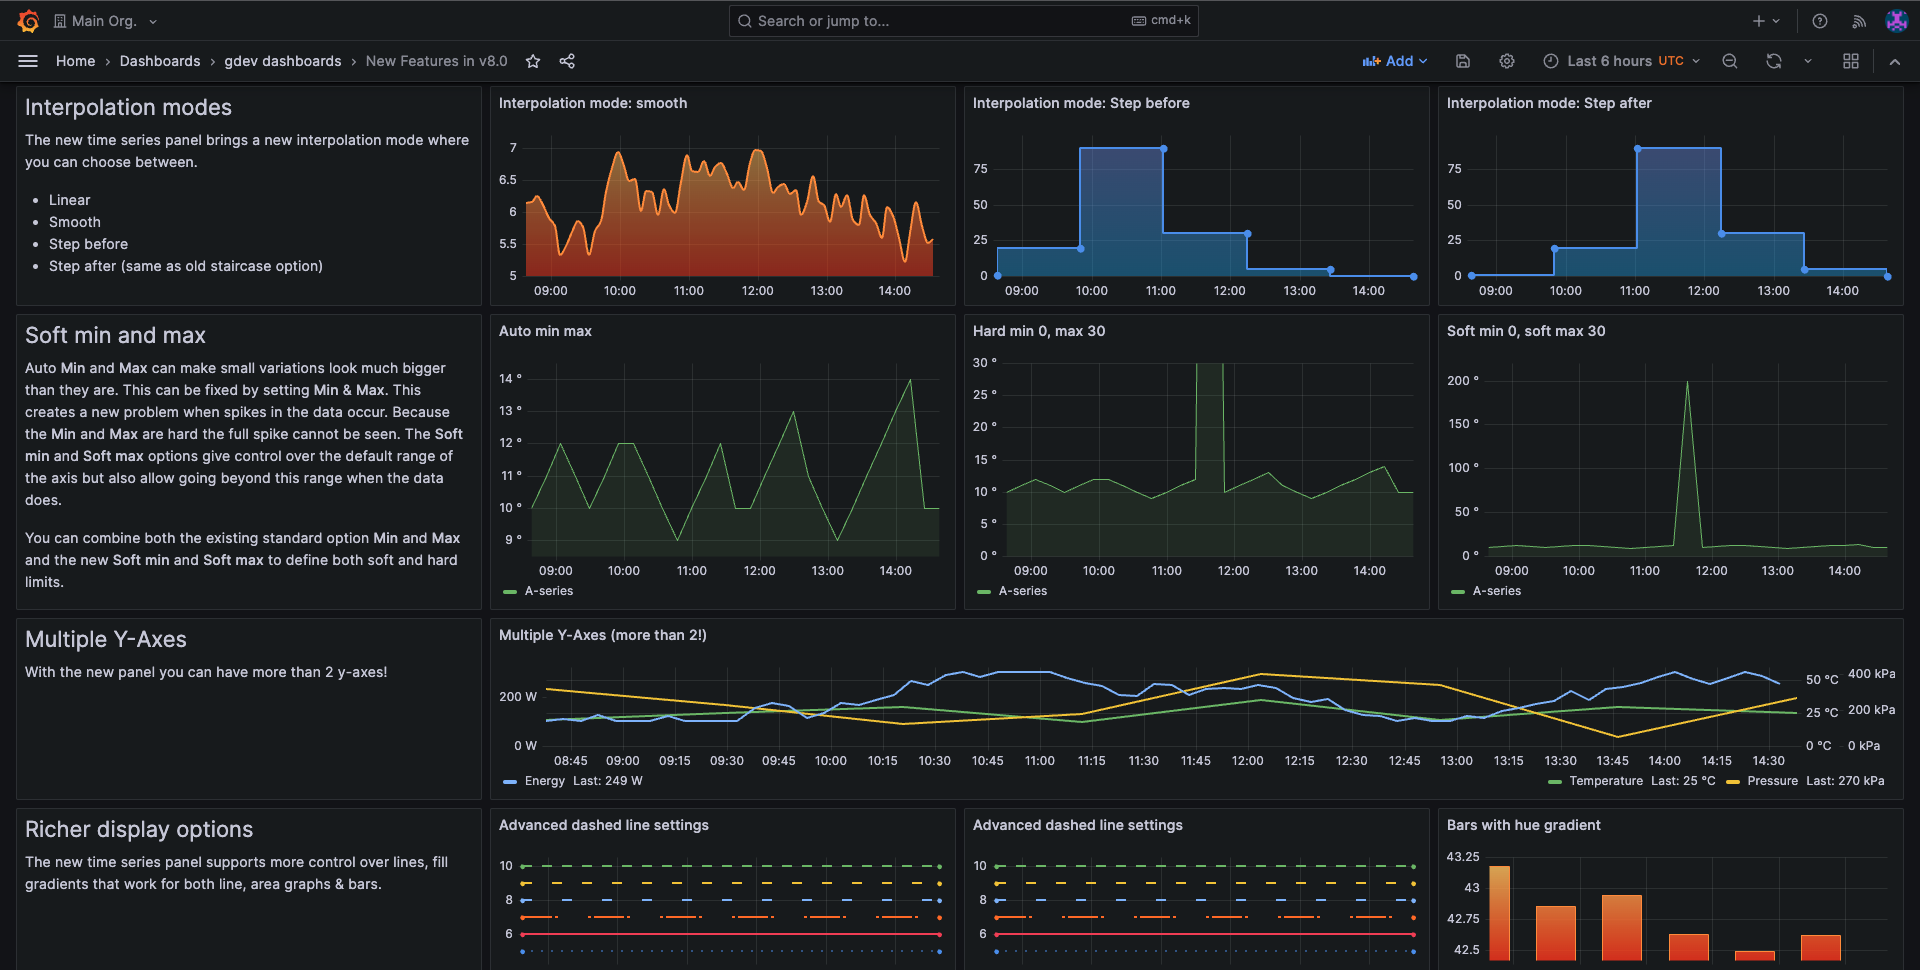 Main Org.
Search or jump to...
cmd+k
Home
Dashboards
gdev dashboards
New Features in v8.0
Add
Last 6 hours UTC
Interpolation modes
The new time series panel brings a new interpolation mode where
you can choose between.
Linear
Smooth
Step before
Step after (same as old staircase option)
Interpolation mode: smooth
7
6.5
6
5.5
5
09:00 10:00 11:00 12:00 13:00 14:00
Interpolation mode: Step before
75
50
25
0
09:00 10:00 11:00 12:00 13:00 14:00
Interpolation mode: Step after
75
50
25
0
09:00 10:00 11:00 12:00 13:00 14:00
Soft min and max
Auto Min and Max can make small variations look much bigger
than they are. This can be fixed by setting Min & Max. This
creates a new problem when spikes in the data occur. Because
the Min and Max are hard the full spike cannot be seen. The Soft
min and Soft max options give control over the default range of
the axis but also allow going beyond this range when the data
does.
You can combine both the existing standard option Min and Max
and the new Soft min and Soft max to define both soft and hard
limits.
Auto min max
14 °
13 °
12 °
11 °
10 °
9 °
09:00 10:00 11:00 12:00 13:00 14:00
A-series
Hard min 0, max 30
30 °
25 °
20 °
15 °
10 °
5 °
0 °
09:00 10:00 11:00 12:00 13:00 14:00
A-series
Soft min 0, soft max 30
200 °
150 °
100 °
50 °
0 °
09:00 10:00 11:00 12:00 13:00 14:00
A-series
Multiple Y-Axes
With the new panel you can have more than 2 y-axes!
Multiple Y-Axes (more than 2!)
200 W
0 W
50 °C 400 kPa
25 °C 200 kPa
0 °C 0 kPa
08:45 09:00 09:15 09:30 09:45 10:00 10:15 10:30 10:45 11:00 11:15 11:30 11:45 12:00 12:15 12:30 12:45 13:00 13:15 13:30 13:45 14:00 14:15 14:30
Energy Last: 249 W
Temperature Last: 25 °C Pressure Last: 270 kPa
Richer display options
The new time series panel supports more control over lines, fill
gradients that work for both line, area graphs & bars.
Advanced dashed line settings
10
8
6
Advanced dashed line settings
10
8
6
Bars with hue gradient
43.25
43
42.75
42.5